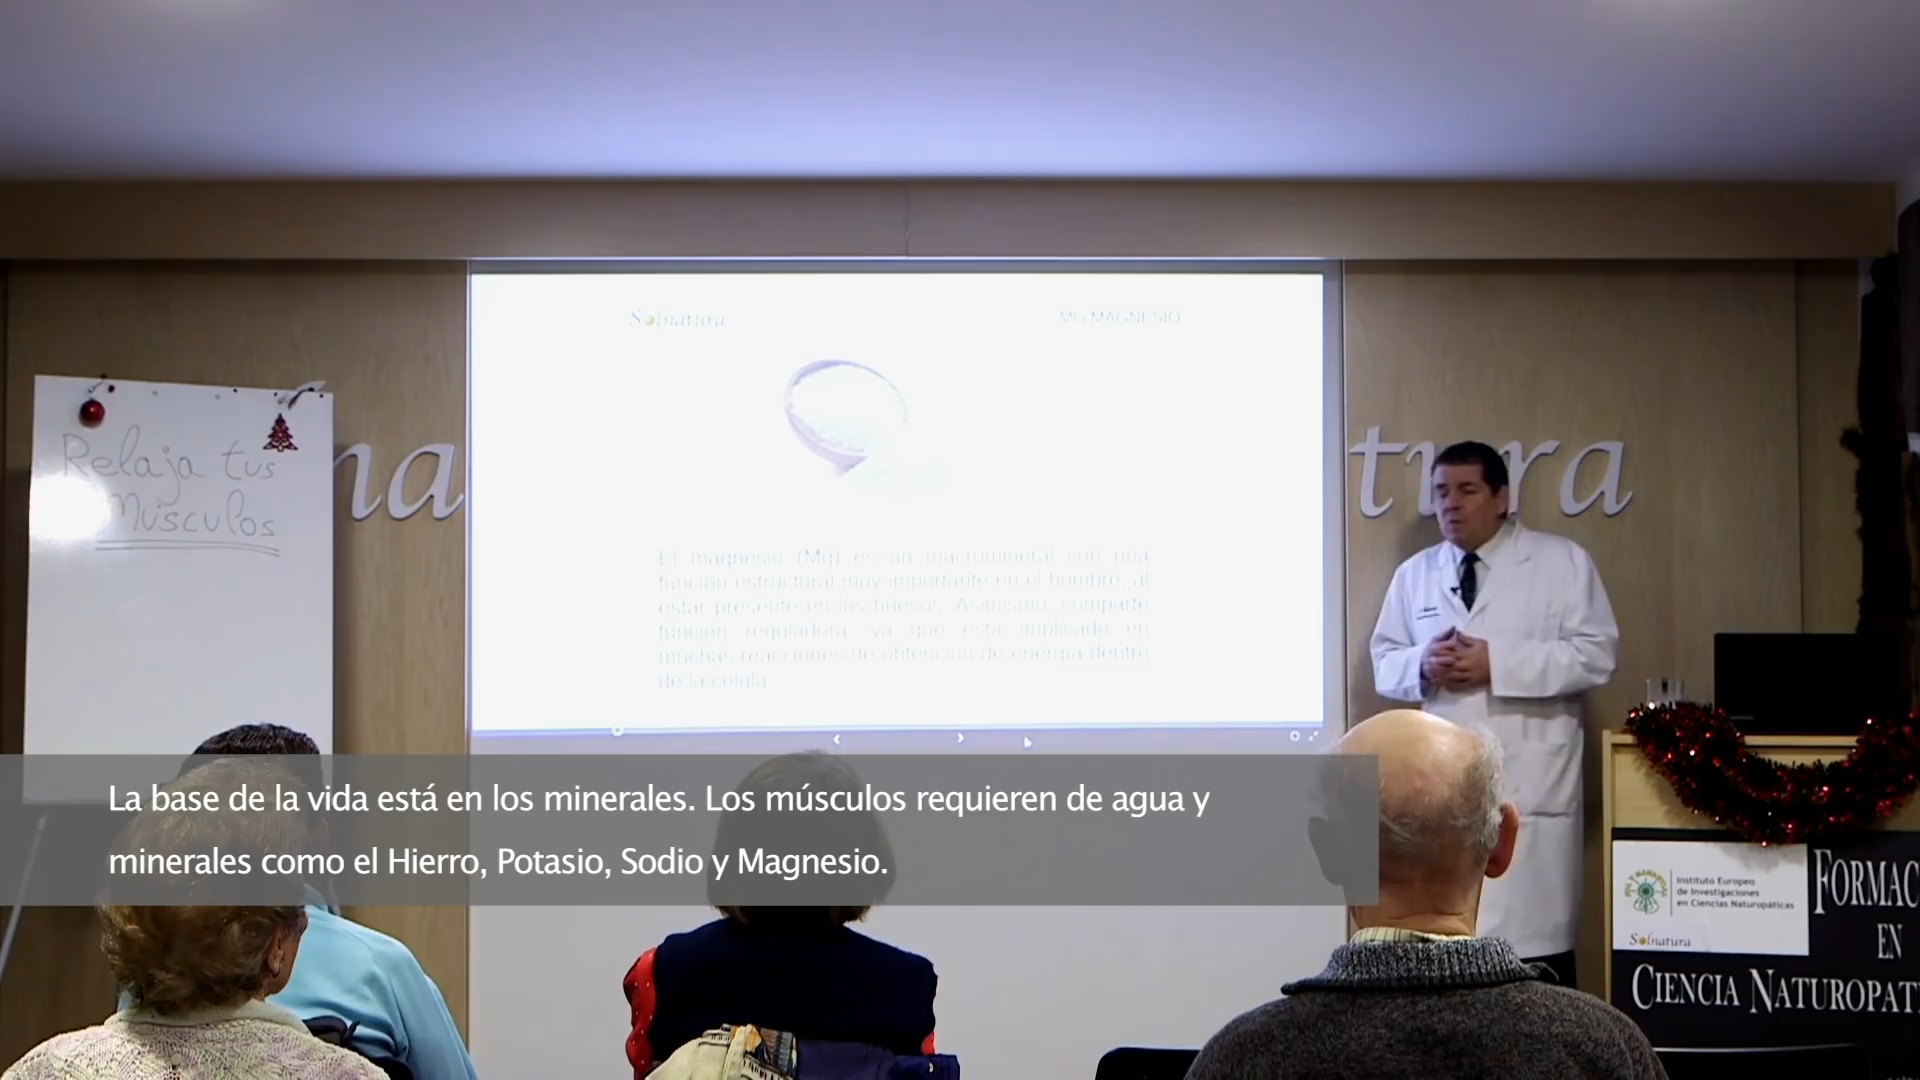 Solnatura
MG MAGNESIO
Relaja tus
Músculos
na
tura
El magnesio (Mg) es un macromineral con una
función estructural muy importante en el hombre, al
estar presente en los huesos. Asimismo, comparte
función reguladora, ya que está implicado en
muchas reacciones de obtención de energía dentro
de la célula.
La base de la vida está en los minerales. Los músculos requieren de agua y
minerales como el Hierro, Potasio, Sodio y Magnesio.
Instituto Europeo
de Investigaciones
en Ciencias Naturopáticas
Solnatura
FORMAC
EN
CIENCIA NATUROPAT